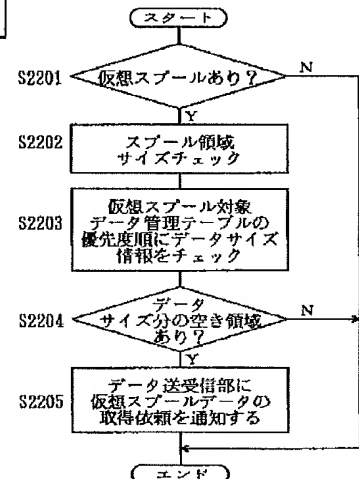 スタート
S2201
仮想スプールあり？
N
Y
S2202
スプール領域
サイズチェック
S2203
仮想スプール対象
データ管理テーブルの
優先度順にデータサイズ
情報をチェック
S2204
データ
サイズ分の空き領域
あり？
N
Y
S2205
データ送受信部に
仮想スプールデータの
取得依頼を通知する
エンド